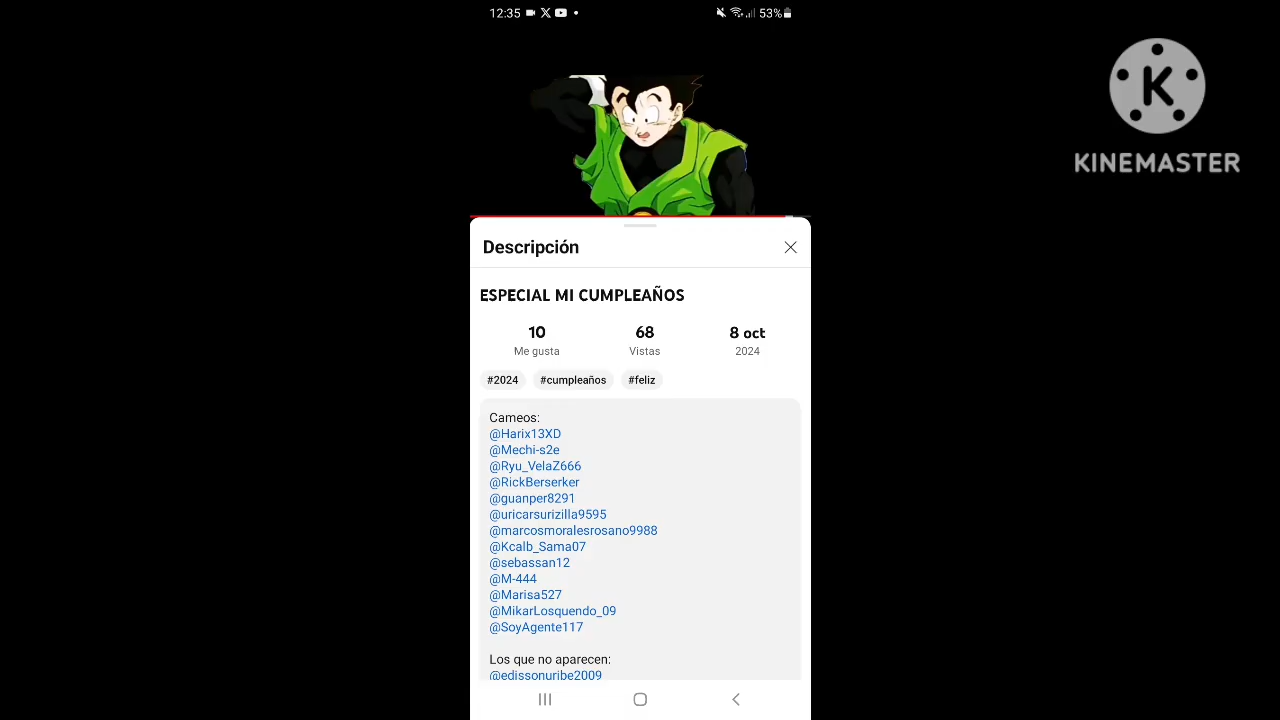 12:35
53%
K
KINEMASTER
Descripción
ESPECIAL MI CUMPLEAÑOS
10 68 8 oct
Me gusta Vistas 2024
#2024 #cumpleaños #feliz
Cameos:
@Harix13XD
@Mechi-s2e
@Ryu_VelaZ666
@RickBerserker
@guanper8291
@uricarsurizilla9595
@marcosmoralesrosano9988
@Kcalb_Sama07
@sebassan12
@M-444
@Marisa527
@MikarLosquendo_09
@SoyAgente117
Los que no aparecen:
@edissonuribe2009